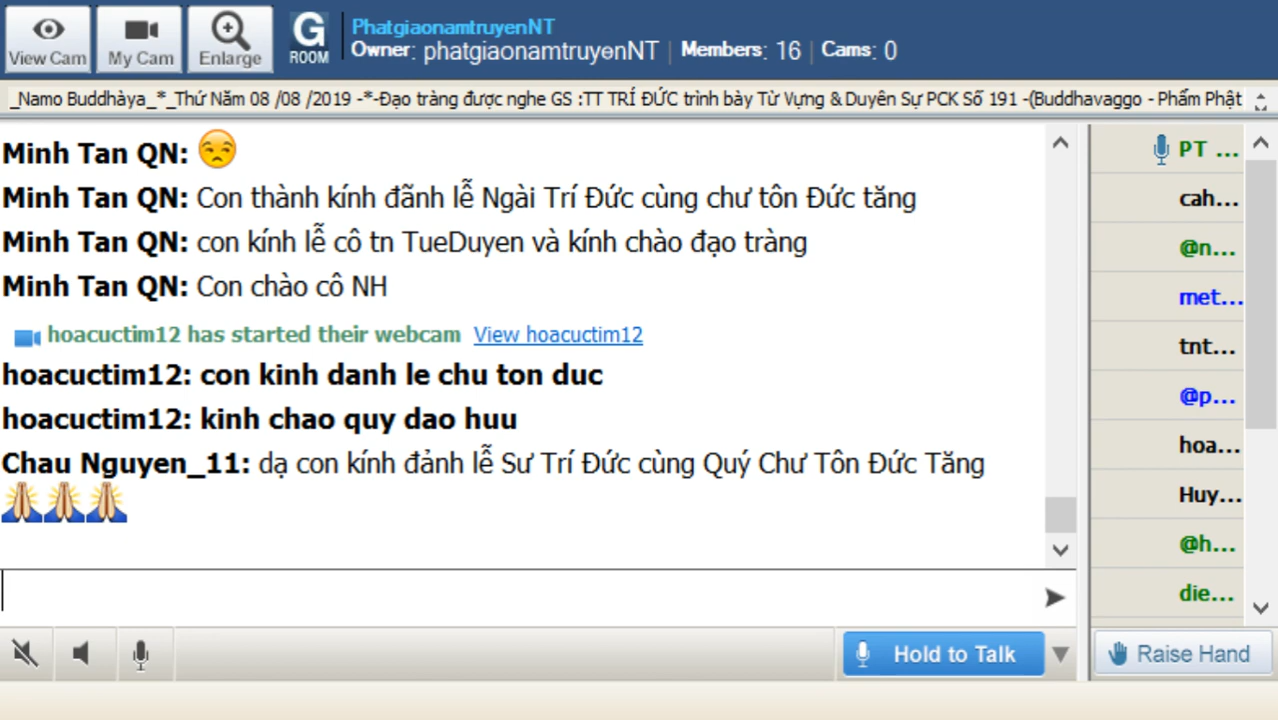 View Cam
My Cam
Enlarge
G
ROOM
PhatgiaonamtruyenNT
Owner: phatgiaonamtruyenNT | Members: 16 | Cams: 0
_Namo Buddhàya_*_Thứ Năm 08 /08 /2019 -*-Đạo tràng được nghe GS :TT TRÍ ĐỨC trình bày Từ Vựng & Duyên Sự PCK Số 191 -(Buddhavaggo - Phẩm Phật
Minh Tan QN:
Minh Tan QN: Con thành kính đãnh lễ Ngài Trí Đức cùng chư tôn Đức tăng
Minh Tan QN: con kính lễ cô tn TueDuyen và kính chào đạo tràng
Minh Tan QN: Con chào cô NH
hoacuctim12 has started their webcam View hoacuctim12
hoacuctim12: con kinh danh le chu ton duc
hoacuctim12: kinh chao quy dao huu
Chau Nguyen_11: dạ con kính đảnh lễ Sư Trí Đức cùng Quý Chư Tôn Đức Tăng
PT ...
cah...
@n...
met...
tnt...
@p...
hoa...
Huy...
@h...
die...
Hold to Talk
Raise Hand